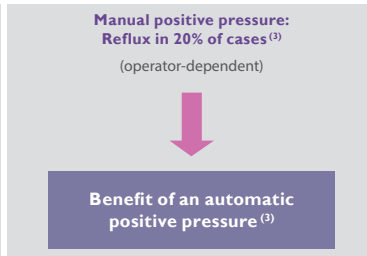 Manual positive pressure:
Reflux in 20% of cases (3)
(operator-dependent)
Benefit of an automatic
positive pressure (3)